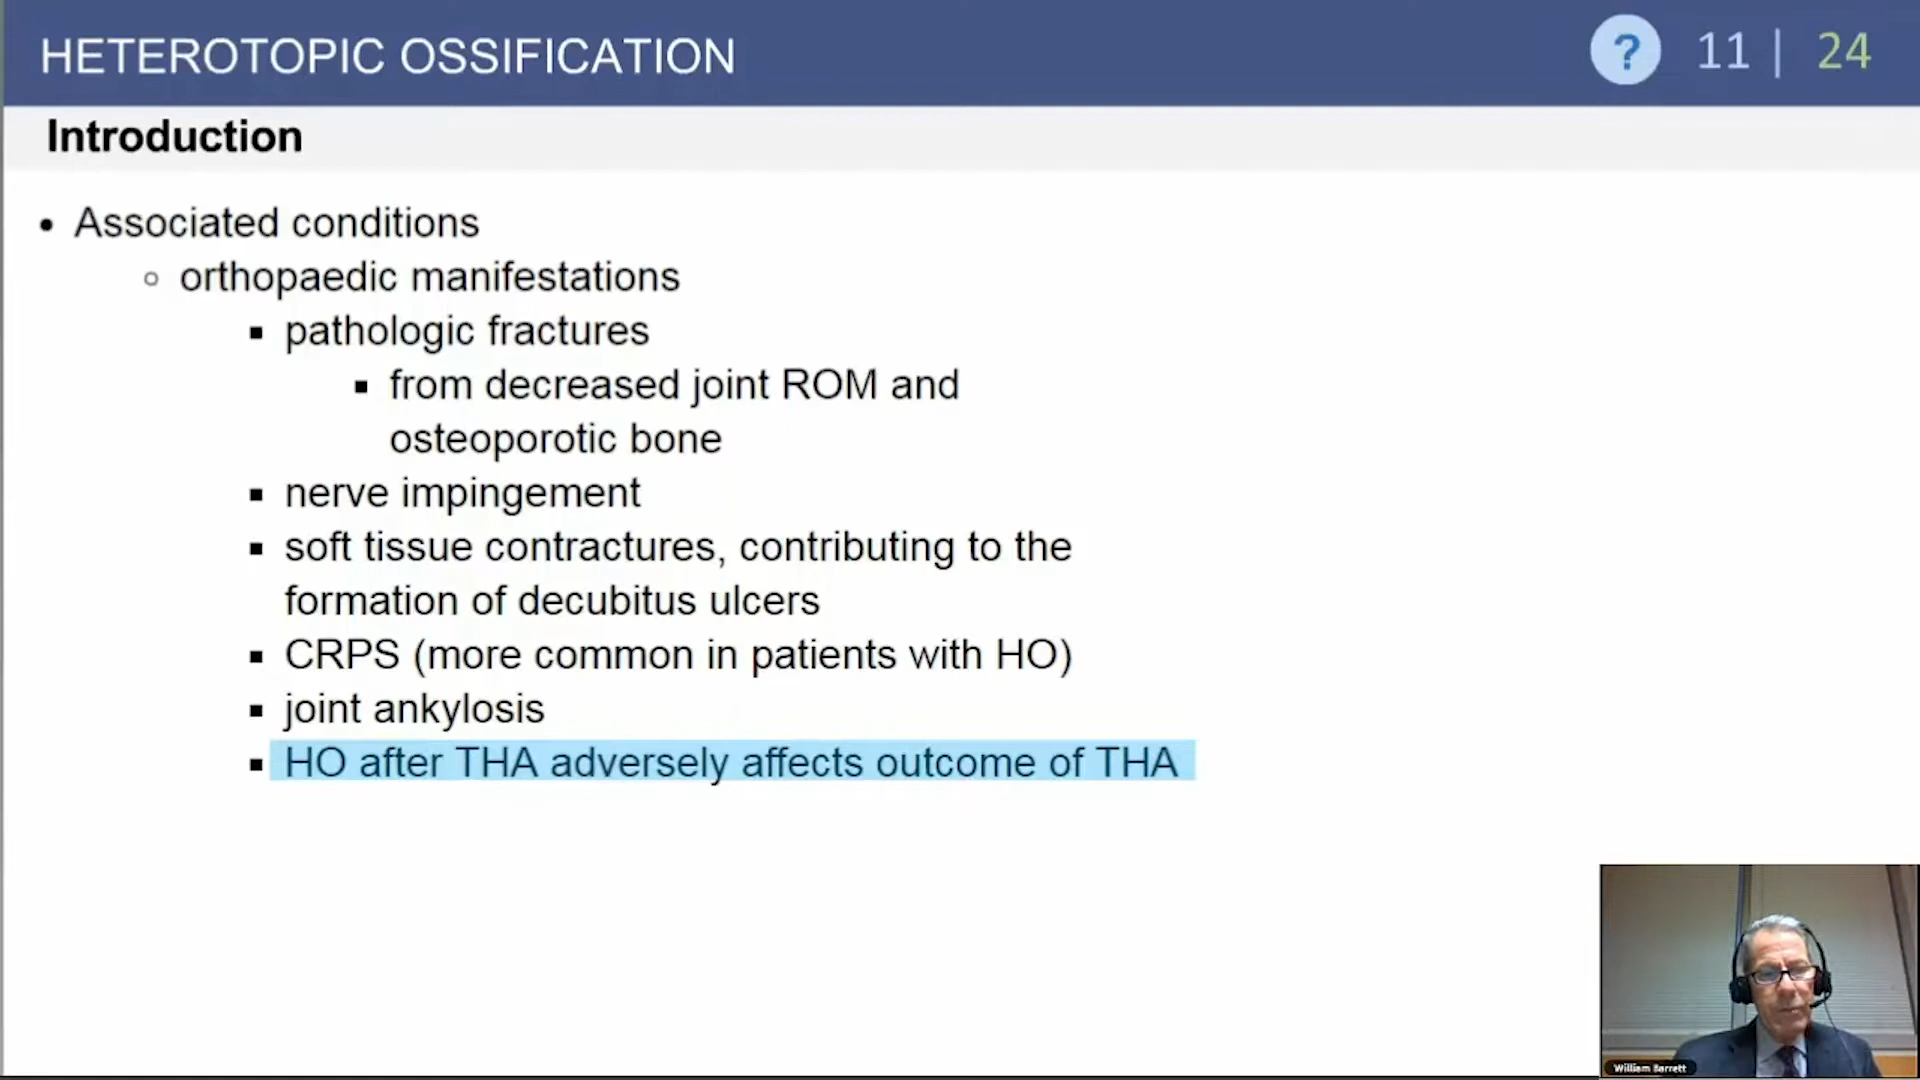 HETEROTOPIC OSSIFICATION
? 11 | 24
Introduction
• Associated conditions
○ orthopaedic manifestations
▪ pathologic fractures
▪ from decreased joint ROM and
osteoporotic bone
▪ nerve impingement
▪ soft tissue contractures, contributing to the
formation of decubitus ulcers
▪ CRPS (more common in patients with HO)
▪ joint ankylosis
▪ HO after THA adversely affects outcome of THA
William Barrett